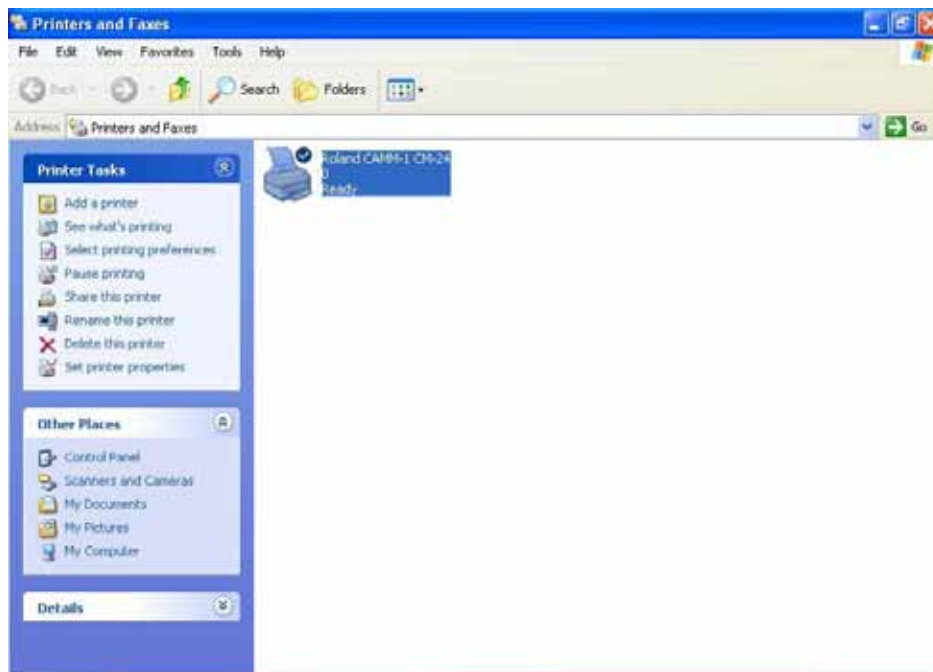 Printers and Faxes
File Edit View Favorites Tools Help
Back Search Folders
Address Printers and Faxes Go
Printer Tasks
Add a printer
See what's printing
Select printing preferences
Pause printing
Share this printer
Rename this printer
Delete this printer
Set printer properties
Other Places
Control Panel
Scanners and Cameras
My Documents
My Pictures
My Computer
Details
Roland CAMM-1 CM-24
0
Ready